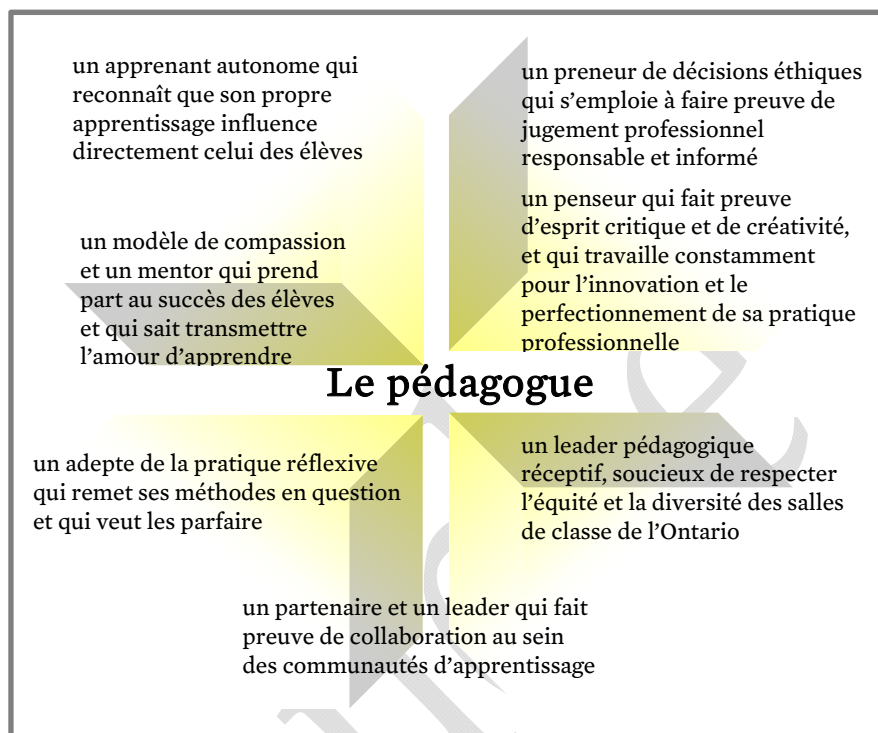 un apprenant autonome qui
reconnaît que son propre
apprentissage influence
directement celui des élèves
un preneur de décisions éthiques
qui s’emploie à faire preuve de
jugement professionnel
responsable et informé
un modèle de compassion
et un mentor qui prend
part au succès des élèves
et qui sait transmettre
l’amour d’apprendre
un penseur qui fait preuve
d’esprit critique et de créativité,
et qui travaille constamment
pour l’innovation et le
perfectionnement de sa pratique
professionnelle
Le pédagogue
un adepte de la pratique réflexive
qui remet ses méthodes en question
et qui veut les parfaire
un leader pédagogique
réceptif, soucieux de respecter
l’équité et la diversité des salles
de classe de l’Ontario
un partenaire et un leader qui fait
preuve de collaboration au sein
des communautés d’apprentissage